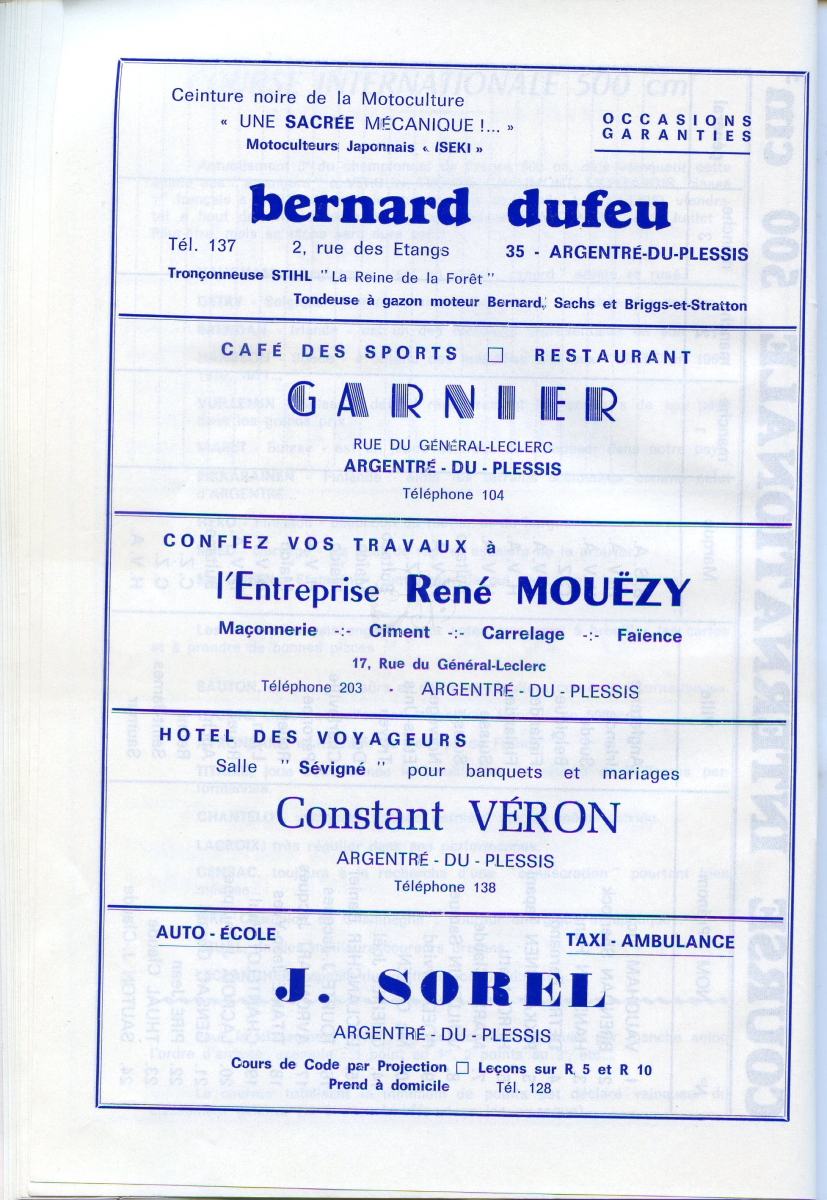 Ceinture noire de la Motoculture
« UNE SACRÉE MÉCANIQUE !... »
Motoculteurs Japonnais « ISEKI »
OCCASIONS
GARANTIES
bernard dufeu
Tél. 137 2, rue des Etangs 35 - ARGENTRÉ-DU-PLESSIS
Tronçonneuse STIHL " La Reine de la Forêt "
Tondeuse à gazon moteur Bernard, Sachs et Briggs-et-Stratton
CAFÉ DES SPORTS □ RESTAURANT
GARNIER
RUE DU GÉNÉRAL-LECLERC
ARGENTRÉ - DU - PLESSIS
Téléphone 104
CONFIEZ VOS TRAVAUX à
l'Entreprise René MOUËZY
Maçonnerie -:- Ciment -:- Carrelage -:- Faïence
17, Rue du Général-Leclerc
Téléphone 203 - ARGENTRÉ - DU - PLESSIS
HOTEL DES VOYAGEURS
Salle " Sévigné " pour banquets et mariages
Constant VÉRON
ARGENTRÉ - DU - PLESSIS
Téléphone 138
AUTO - ÉCOLE TAXI - AMBULANCE
J. SOREL
ARGENTRÉ - DU - PLESSIS
Cours de Code par Projection □ Leçons sur R 5 et R 10
Prend à domicile Tél. 128